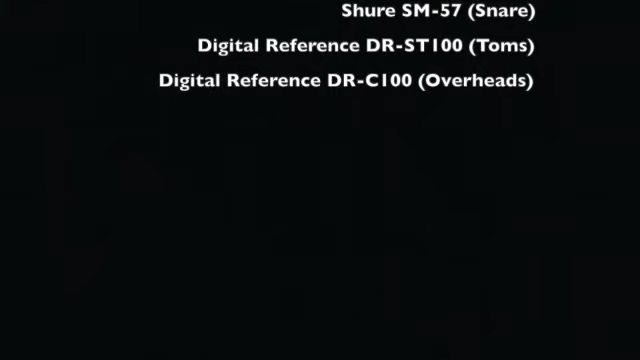 Shure SM-57 (Snare)
Digital Reference DR-ST100 (Toms)
Digital Reference DR-C100 (Overheads)